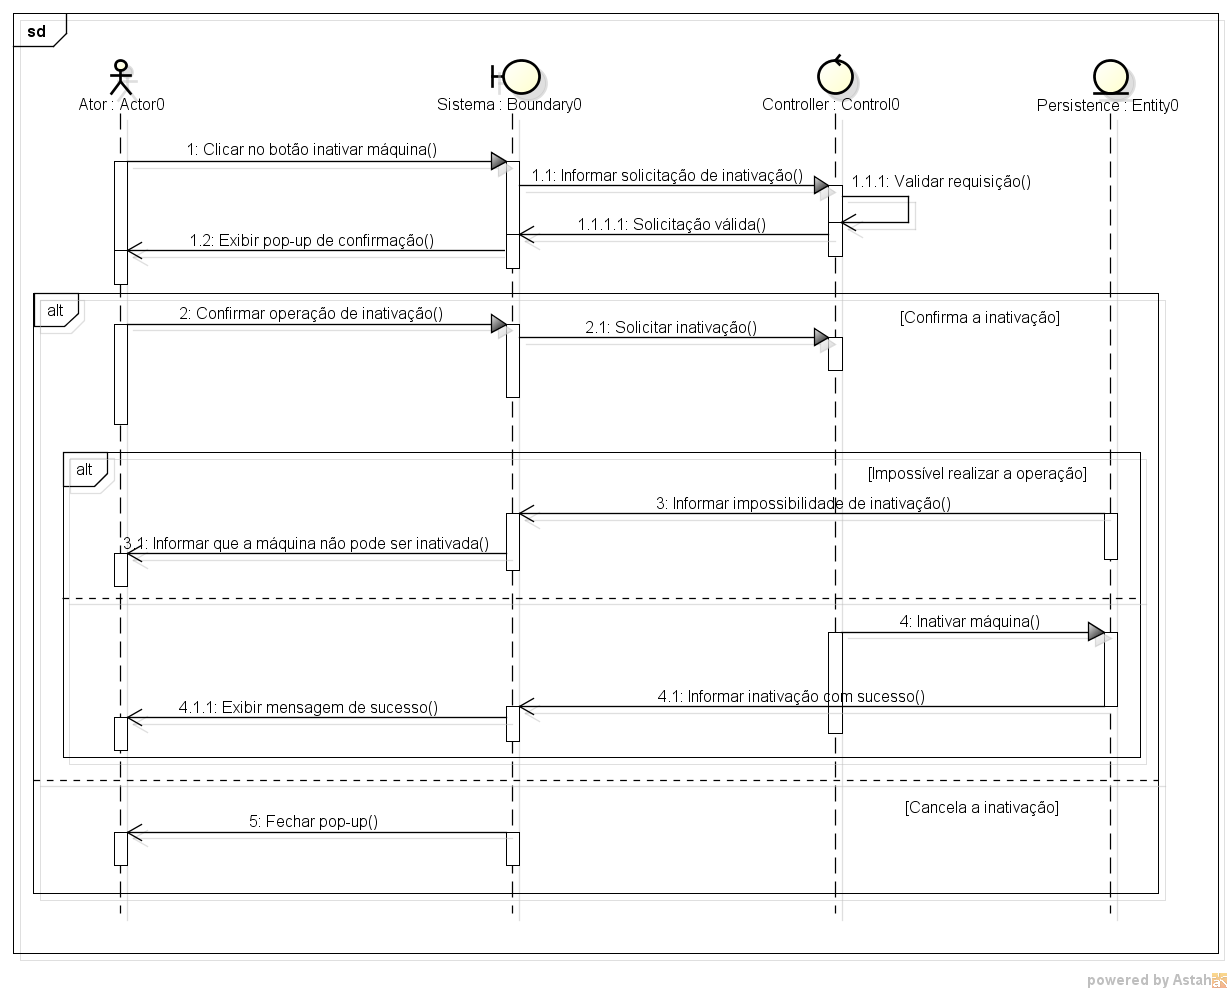 sd
Ator : Actor0
Sistema : Boundary0
Controller : Control0
Persistence : Entity0
1: Clicar no botão inativar máquina()
1.1: Informar solicitação de inativação()
1.1.1: Validar requisição()
1.1.1.1: Solicitação válida()
1.2: Exibir pop-up de confirmação()
alt
2: Confirmar operação de inativação()
[Confirma a inativação]
2.1: Solicitar inativação()
alt
[Impossível realizar a operação]
3: Informar impossibilidade de inativação()
3.1: Informar que a máquina não pode ser inativada()
4: Inativar máquina()
4.1: Informar inativação com sucesso()
4.1.1: Exibir mensagem de sucesso()
[Cancela a inativação]
5: Fechar pop-up()
powered by Astah